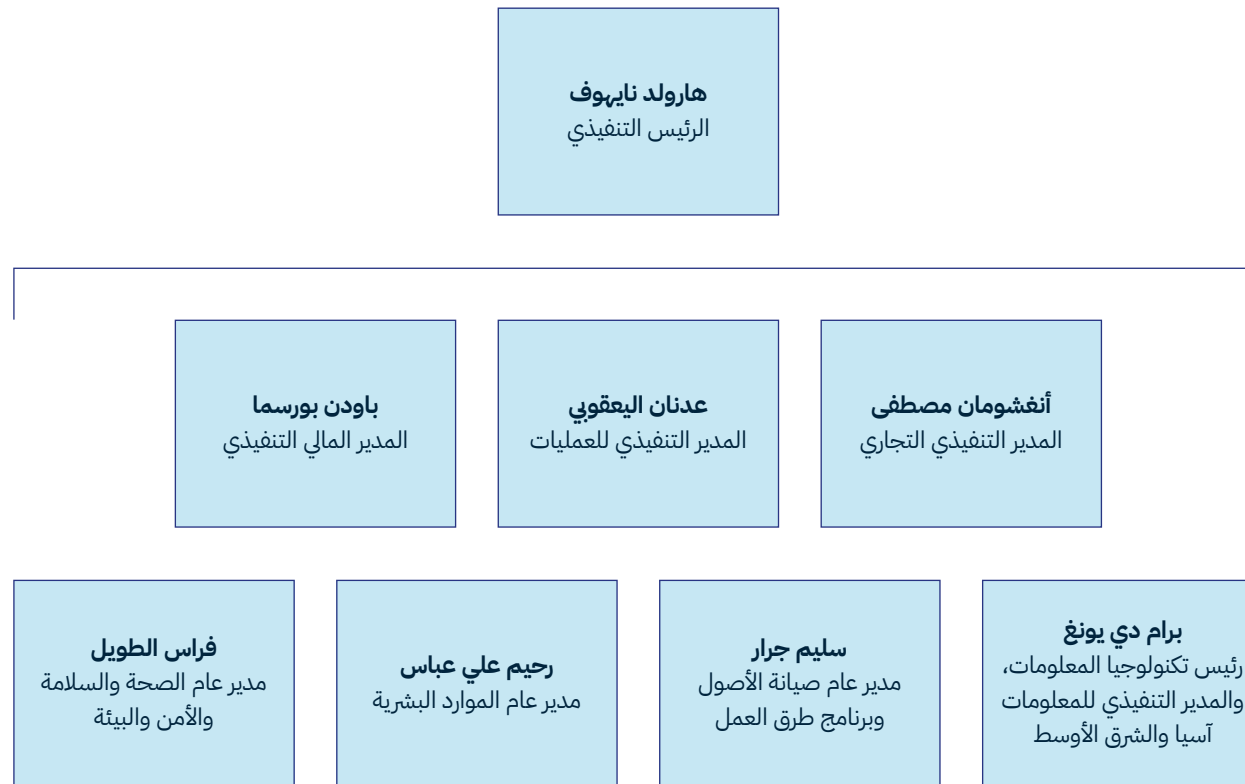 هارولد نايهوف
الرئيس التنفيذي
أنغشومان مصطفى
المدير التنفيذي التجاري
عدنان اليعقوبي
المدير التنفيذي للعمليات
باودن بورسما
المدير المالي التنفيذي
برام دي يونغ
رئيس تكنولوجيا المعلومات،
والمدير التنفيذي للمعلومات
آسيا والشرق الأوسط
سليم جرار
مدير عام صيانة الأصول
وبرنامج طرق العمل
رحيم علي عباس
مدير عام الموارد البشرية
فراس الطويل
مدير عام الصحة والسلامة
والأمن والبيئة